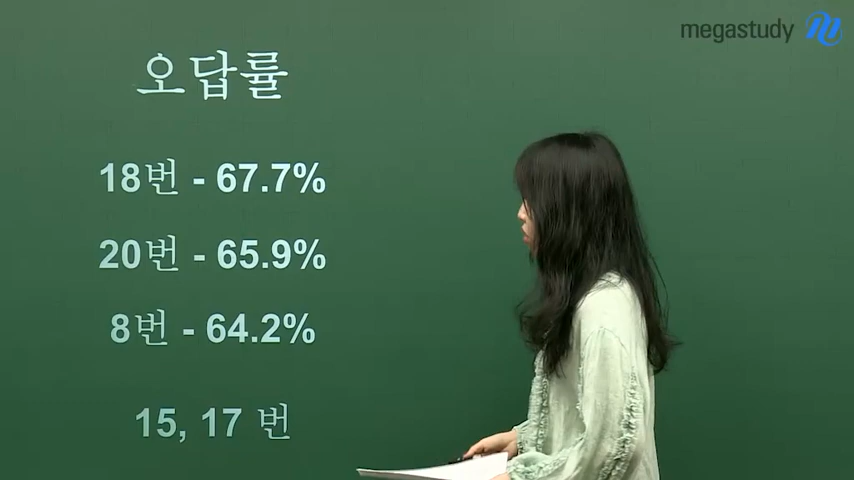 megastudy
오답률
18번 - 67.7%
20번 - 65.9%
8번 - 64.2%
15, 17 번